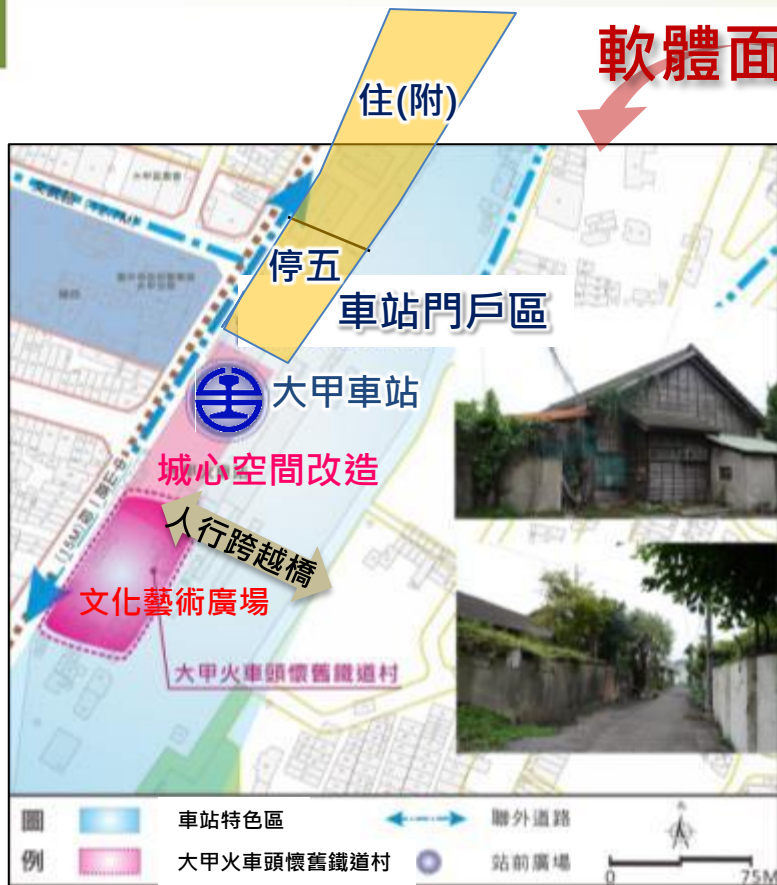 軟體面
住(附)
停五
車站門戶區
大甲車站
城心空間改造
人行跨越橋
文化藝術廣場
大甲火車頭懷舊鐵道村
圖例
車站特色區
聯外道路
大甲火車頭懷舊鐵道村
站前廣場
0
75M